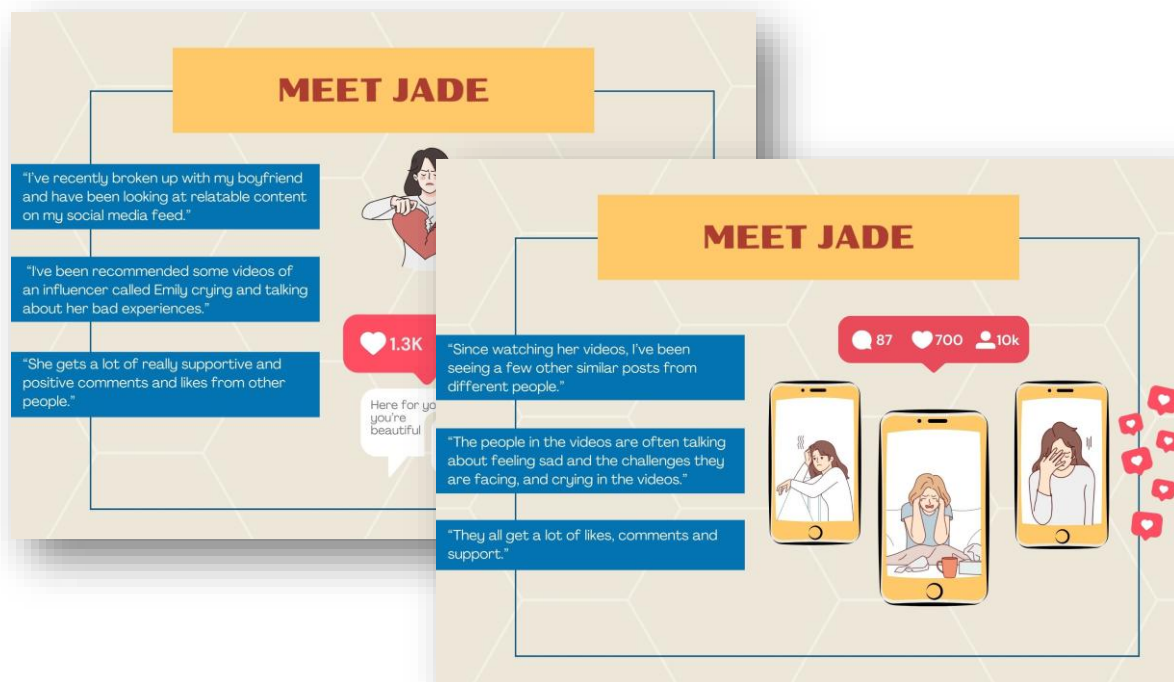 MEET JADE
“I've recently broken up with my boyfriend
and have been looking at relatable content
on my social media feed.”
“I've been recommended some videos of
an influencer called Emily crying and talking
about her bad experiences.”
“She gets a lot of really supportive and
positive comments and likes from other
people.”
1.3K
Here for
you're
beautiful
MEET JADE
“Since watching her videos, I've been
seeing a few other similar posts from
different people.”
“The people in the videos are often talking
about feeling sad and the challenges they
are facing, and crying in the videos.”
“They all get a lot of likes, comments and
support.”
87 700 10k